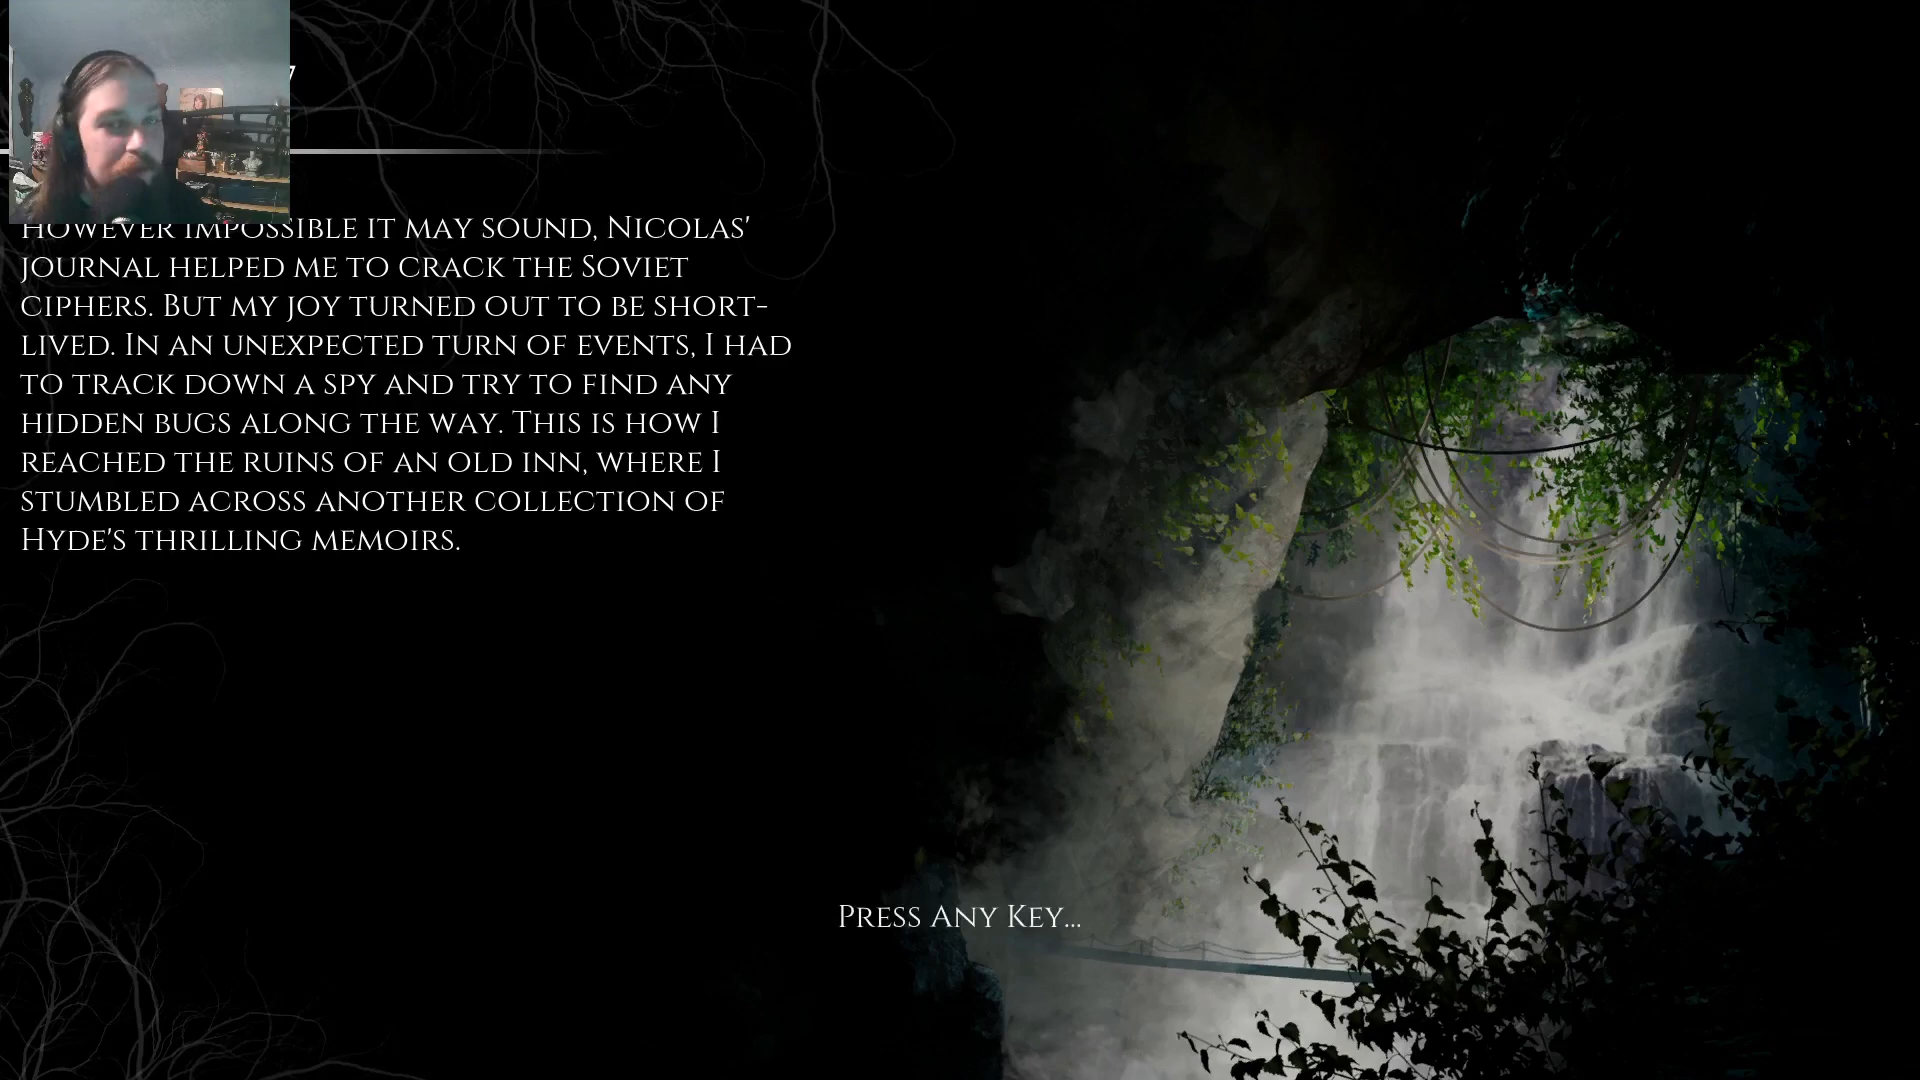 However impossible it may sound, Nicolas'
journal helped me to crack the Soviet
ciphers. But my joy turned out to be short-
lived. In an unexpected turn of events, I had
to track down a spy and try to find any
hidden bugs along the way. This is how I
reached the ruins of an old inn, where I
stumbled across another collection of
Hyde's thrilling memoirs.
Press Any Key...